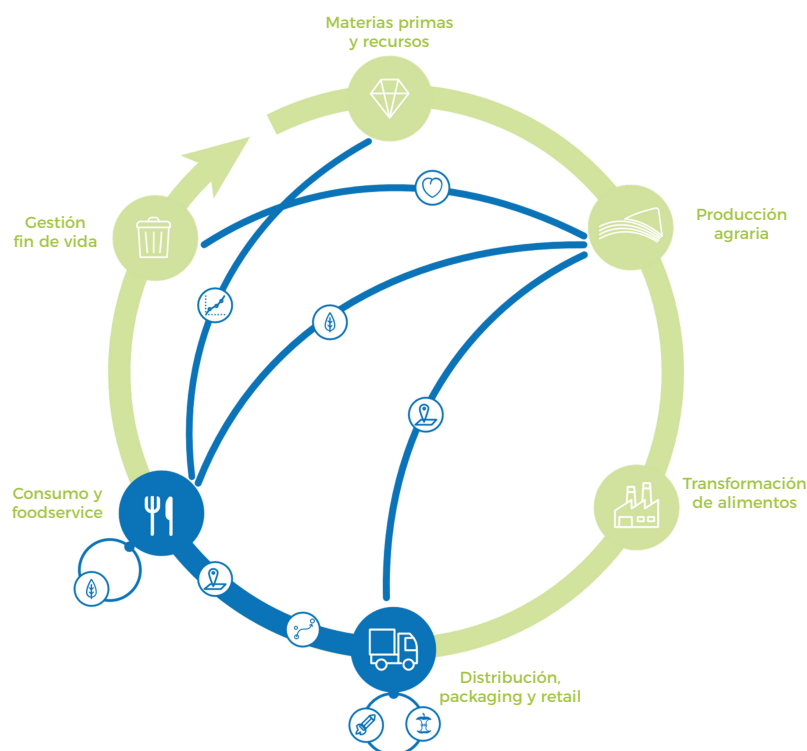 Materias primas
y recursos
Producción
agraria
Transformación
de alimentos
Distribución,
packaging y retail
Consumo y
foodservice
Gestión
fin de vida